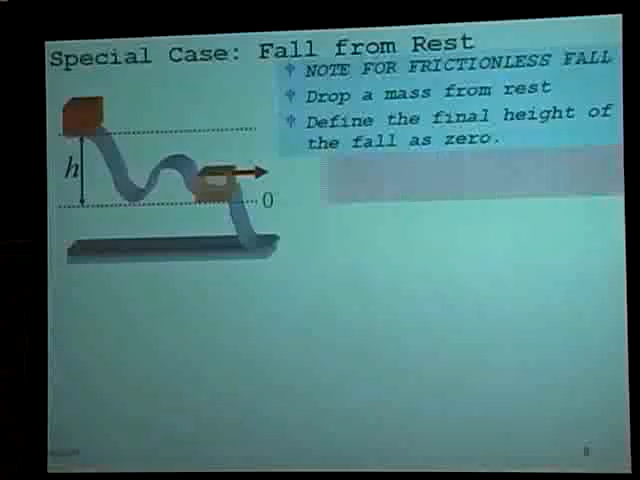 Special Case: Fall from Rest
† NOTE FOR FRICTIONLESS FALL
† Drop a mass from rest
† Define the final height of
the fall as zero.
h
0
8